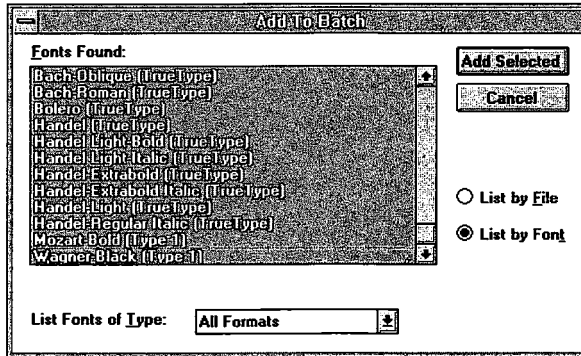 Add To Batch
Fonts Found:
Bach-Oblique (TrueType)
Bach-Roman (TrueType)
Bolero (TrueType)
Handel (TrueType)
Handel-Light-Bold (TrueType)
Handel-Light-Italic (TrueType)
Handel-Extrabold (TrueType)
Handel-Extrabold-Italic (TrueType)
Handel-Light (TrueType)
Handel-Regular Italic (TrueType)
Mozart-Bold (Type 1)
Wagner-Black (Type 1)
Add Selected
Cancel
List by File
List by Font
List Fonts of Type: All Formats